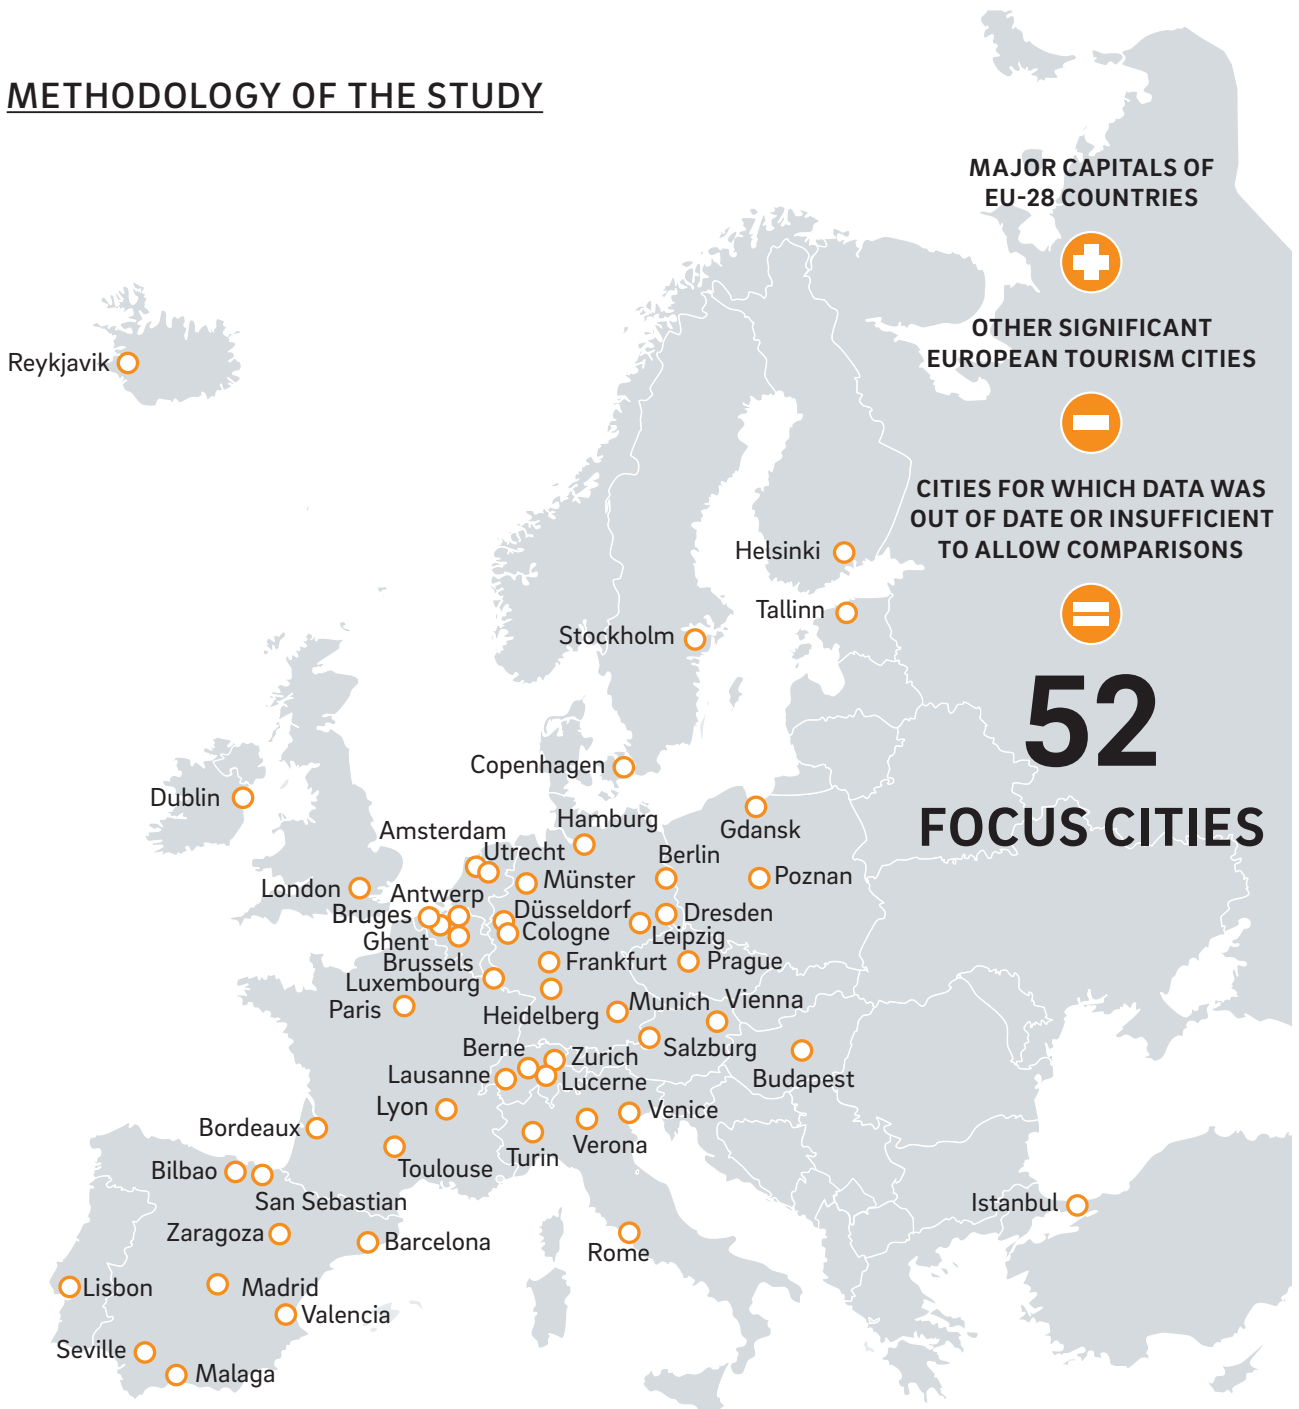 METHODOLOGY OF THE STUDY
MAJOR CAPITALS OF
EU-28 COUNTRIES
OTHER SIGNIFICANT
EUROPEAN TOURISM CITIES
CITIES FOR WHICH DATA WAS
OUT OF DATE OR INSUFFICIENT
TO ALLOW COMPARISONS
52
FOCUS CITIES
Reykjavik
Helsinki
Tallinn
Stockholm
Copenhagen
Dublin
Hamburg
Gdansk
Amsterdam
Utrecht
Berlin
London
Münster
Poznan
Antwerp
Bruges
Düsseldorf
Dresden
Ghent
Cologne
Leipzig
Brussels
Frankfurt
Prague
Luxembourg
Paris
Heidelberg
Munich
Vienna
Berne
Zurich
Salzburg
Lausanne
Lucerne
Budapest
Lyon
Venice
Bordeaux
Verona
Turin
Toulouse
Bilbao
San Sebastian
Istanbul
Zaragoza
Barcelona
Rome
Lisbon
Madrid
Valencia
Seville
Malaga